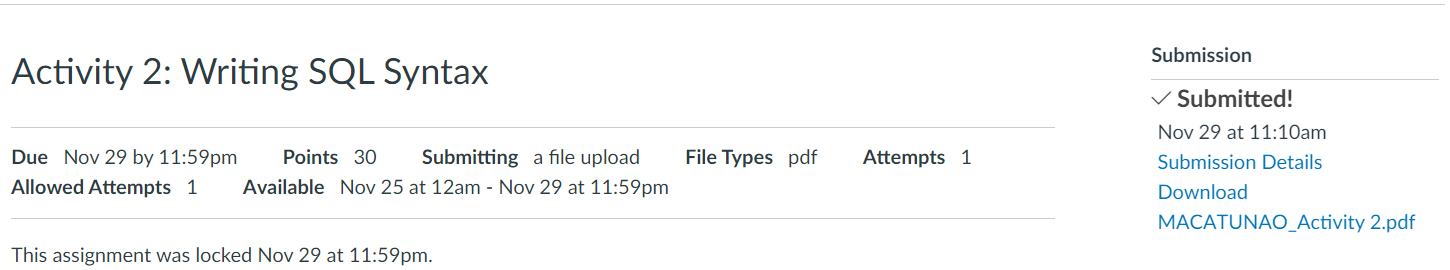 Activity 2: Writing SQL Syntax
Due Nov 29 by 11:59pm Points 30 Submitting a file upload File Types pdf Attempts 1
Allowed Attempts 1 Available Nov 25 at 12am - Nov 29 at 11:59pm
This assignment was locked Nov 29 at 11:59pm.
Submission
✓ Submitted!
Nov 29 at 11:10am
Submission Details
Download
MACATUNAO_Activity 2.pdf